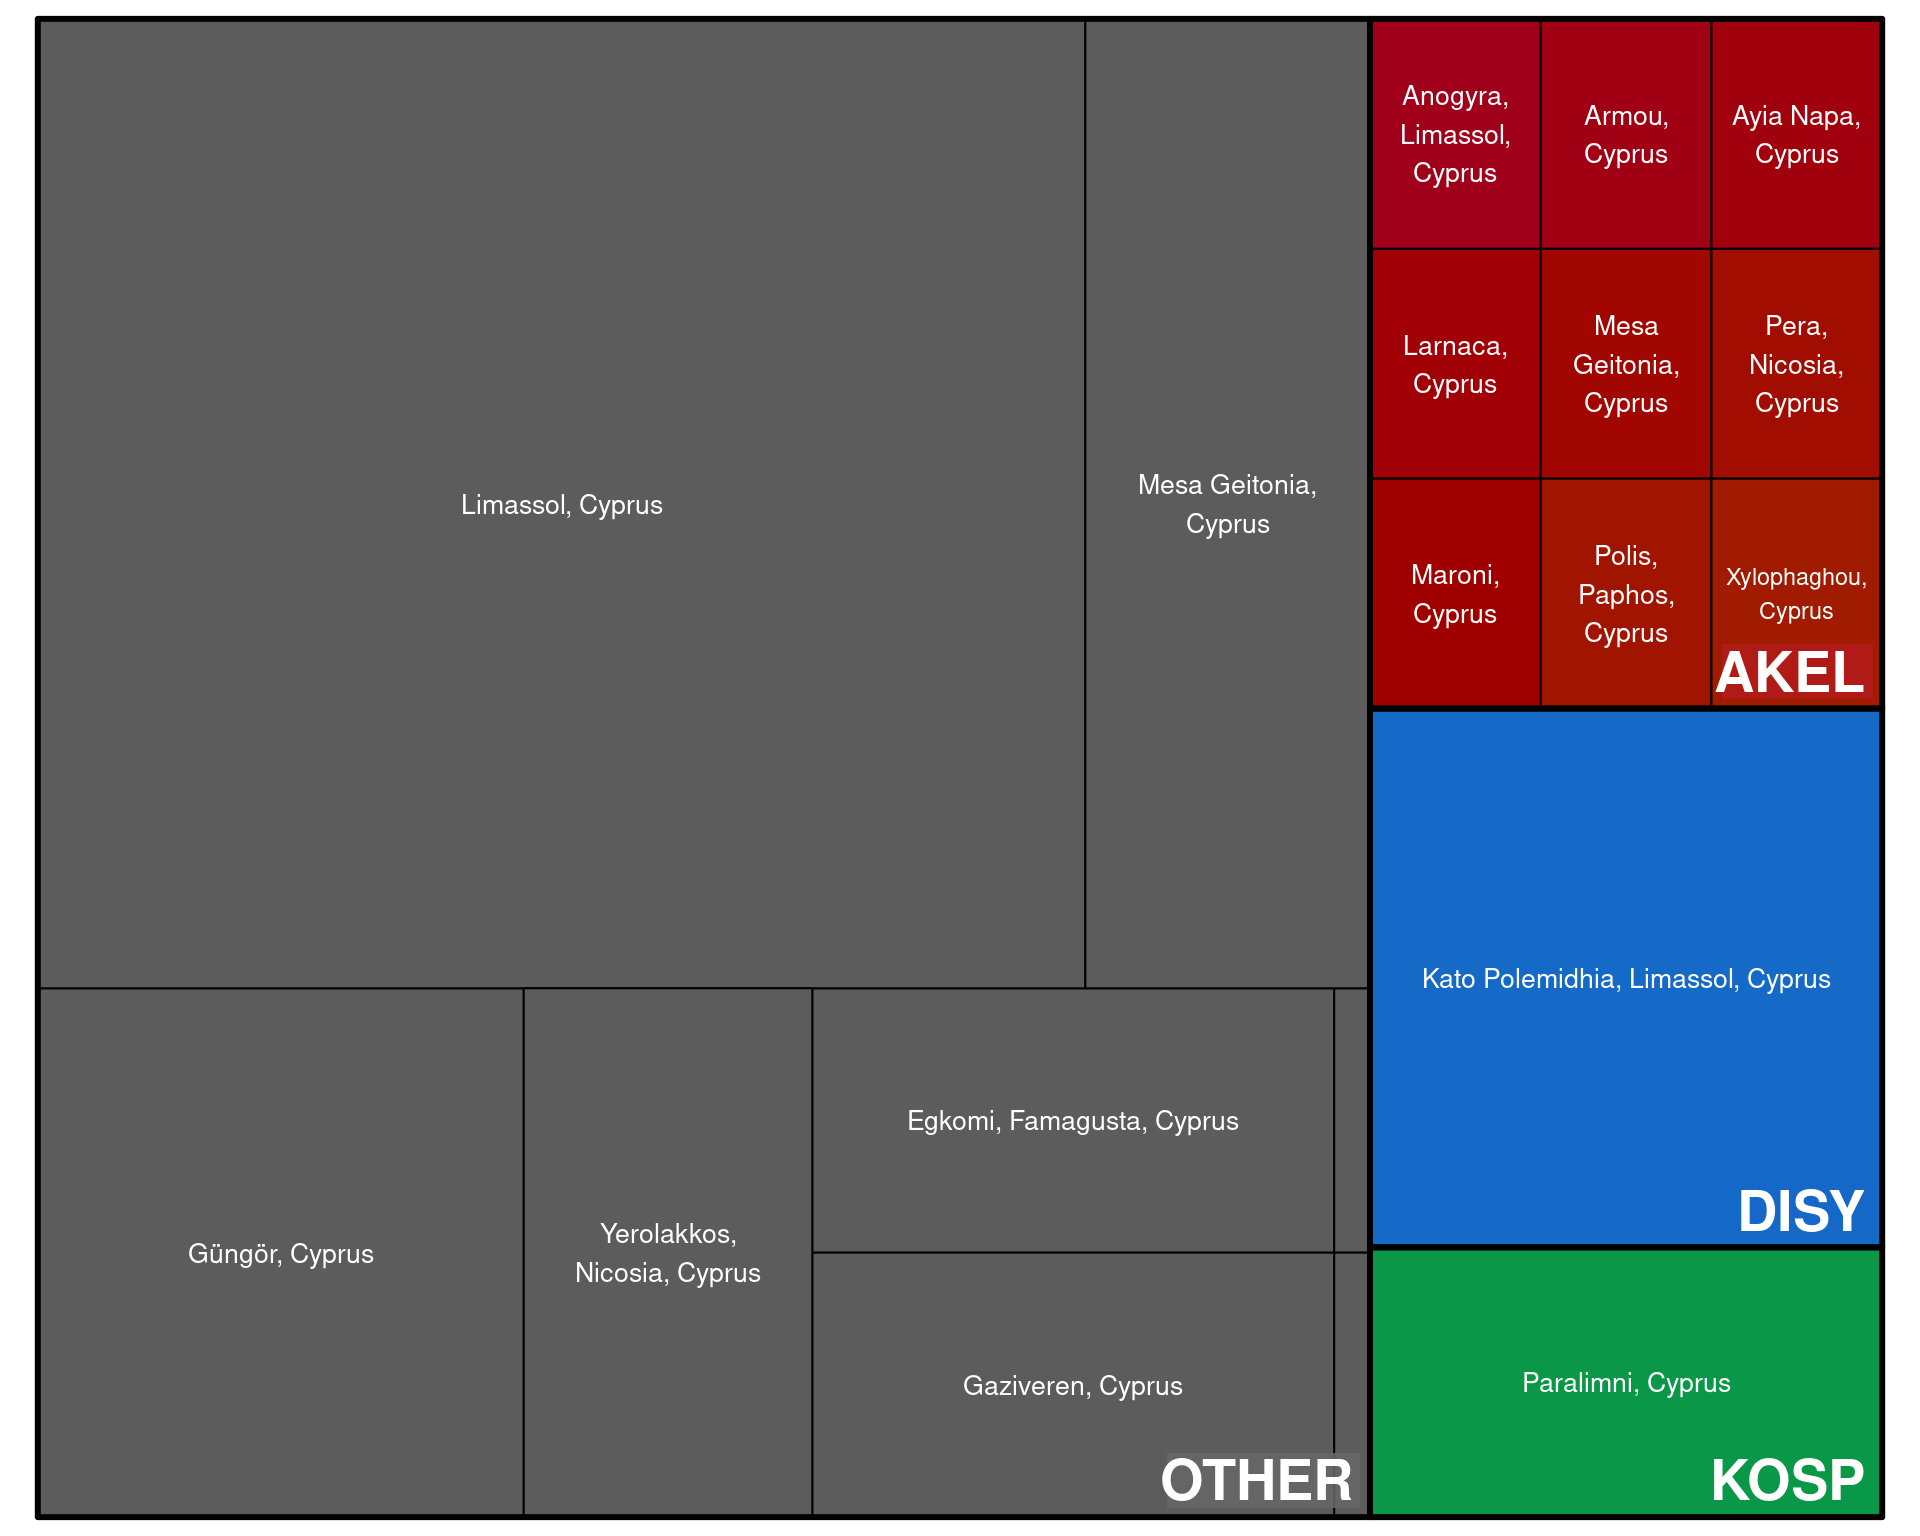 Limassol, Cyprus
Mesa Geitonia,
Cyprus
Güngör, Cyprus
Yerolakkos,
Nicosia, Cyprus
Egkomi, Famagusta, Cyprus
Gaziveren, Cyprus
OTHER
Anogyra,
Limassol,
Cyprus
Armou,
Cyprus
Ayia Napa,
Cyprus
Larnaca,
Cyprus
Mesa
Geitonia,
Cyprus
Pera,
Nicosia,
Cyprus
Maroni,
Cyprus
Polis,
Paphos,
Cyprus
Xylophaghou,
Cyprus
AKEL
Kato Polemidhia, Limassol, Cyprus
DISY
Paralimni, Cyprus
KOSP